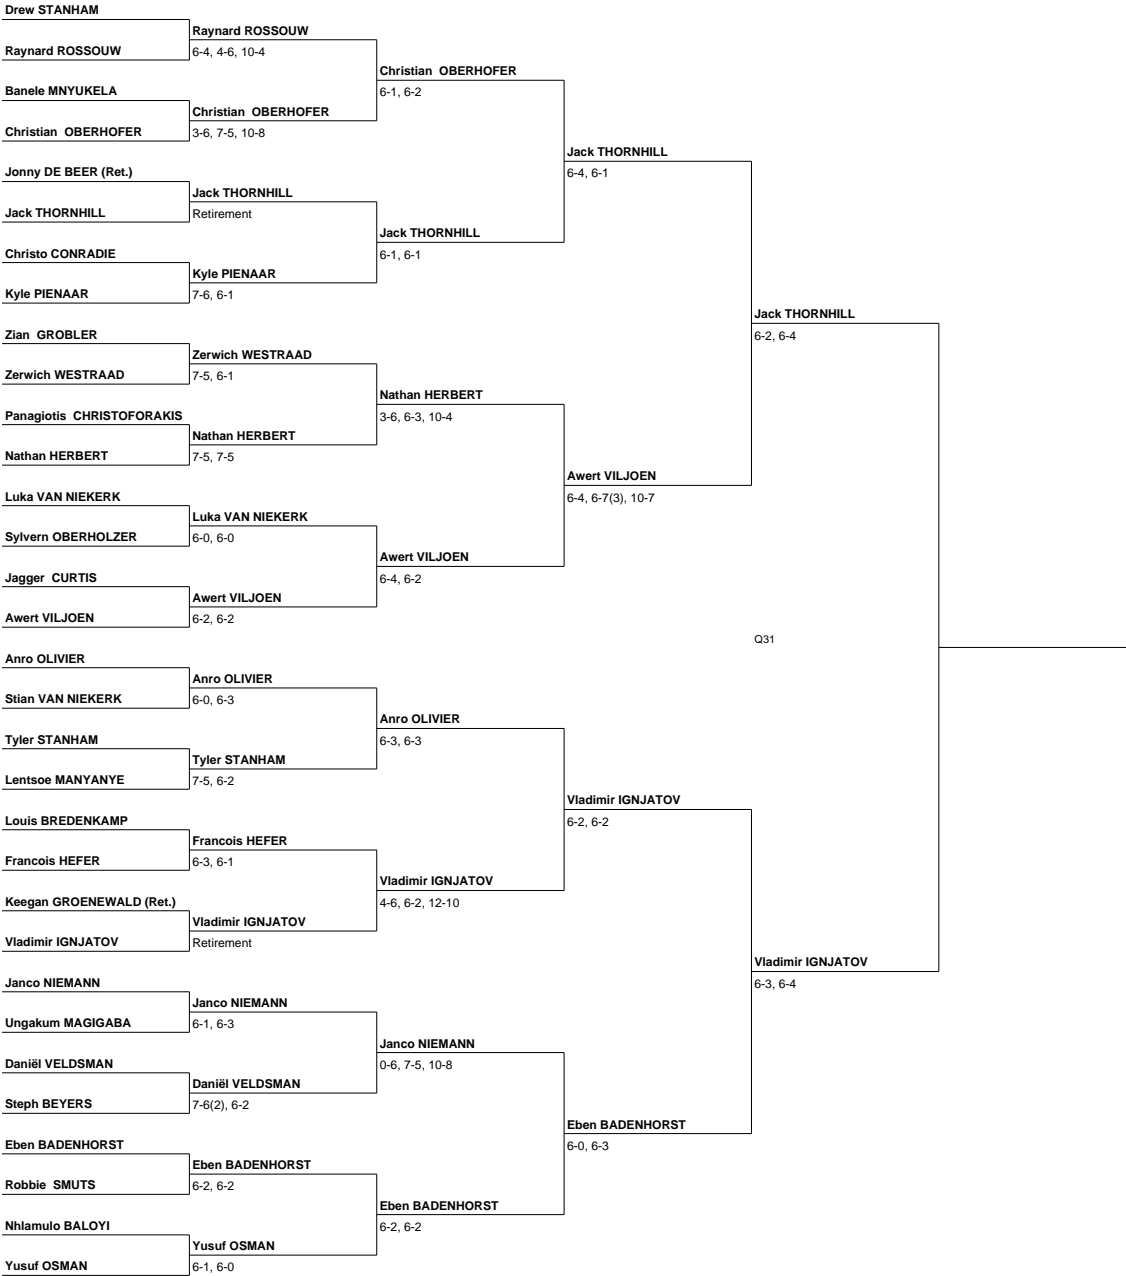 Drew STANHAM
Raynard ROSSOUW
Raynard ROSSOUW
6-4, 4-6, 10-4
Christian OBERHOFER
Banele MNYUKELA
6-1, 6-2
Christian OBERHOFER
Christian OBERHOFER
3-6, 7-5, 10-8
Jack THORNHILL
Jonny DE BEER (Ret.)
6-4, 6-1
Jack THORNHILL
Jack THORNHILL
Retirement
Jack THORNHILL
Christo CONRADIE
6-1, 6-1
Kyle PIENAAR
Kyle PIENAAR
7-6, 6-1
Jack THORNHILL
Zian GROBLER
6-2, 6-4
Zerwich WESTRAAD
Zerwich WESTRAAD
7-5, 6-1
Nathan HERBERT
Panagiotis CHRISTOFORAKIS
3-6, 6-3, 10-4
Nathan HERBERT
Nathan HERBERT
7-5, 7-5
Awert VILJOEN
Luka VAN NIEKERK
6-4, 6-7(3), 10-7
Luka VAN NIEKERK
Sylvern OBERHOLZER
6-0, 6-0
Awert VILJOEN
Jagger CURTIS
6-4, 6-2
Awert VILJOEN
Awert VILJOEN
6-2, 6-2
Q31
Anro OLIVIER
Anro OLIVIER
Stian VAN NIEKERK
6-0, 6-3
Anro OLIVIER
Tyler STANHAM
6-3, 6-3
Tyler STANHAM
Lentsoe MANYANYE
7-5, 6-2
Vladimir IGNJATOV
Louis BREDENKAMP
6-2, 6-2
Francois HEFER
Francois HEFER
6-3, 6-1
Vladimir IGNJATOV
Keegan GROENEWALD (Ret.)
4-6, 6-2, 12-10
Vladimir IGNJATOV
Vladimir IGNJATOV
Retirement
Vladimir IGNJATOV
Janco NIEMANN
6-3, 6-4
Janco NIEMANN
Ungakum MAGIGABA
6-1, 6-3
Janco NIEMANN
Daniël VELDSMAN
0-6, 7-5, 10-8
Daniël VELDSMAN
Steph BEYERS
7-6(2), 6-2
Eben BADENHORST
Eben BADENHORST
6-0, 6-3
Eben BADENHORST
Robbie SMUTS
6-2, 6-2
Eben BADENHORST
Nhlamulo BALOYI
6-2, 6-2
Yusuf OSMAN
Yusuf OSMAN
6-1, 6-0